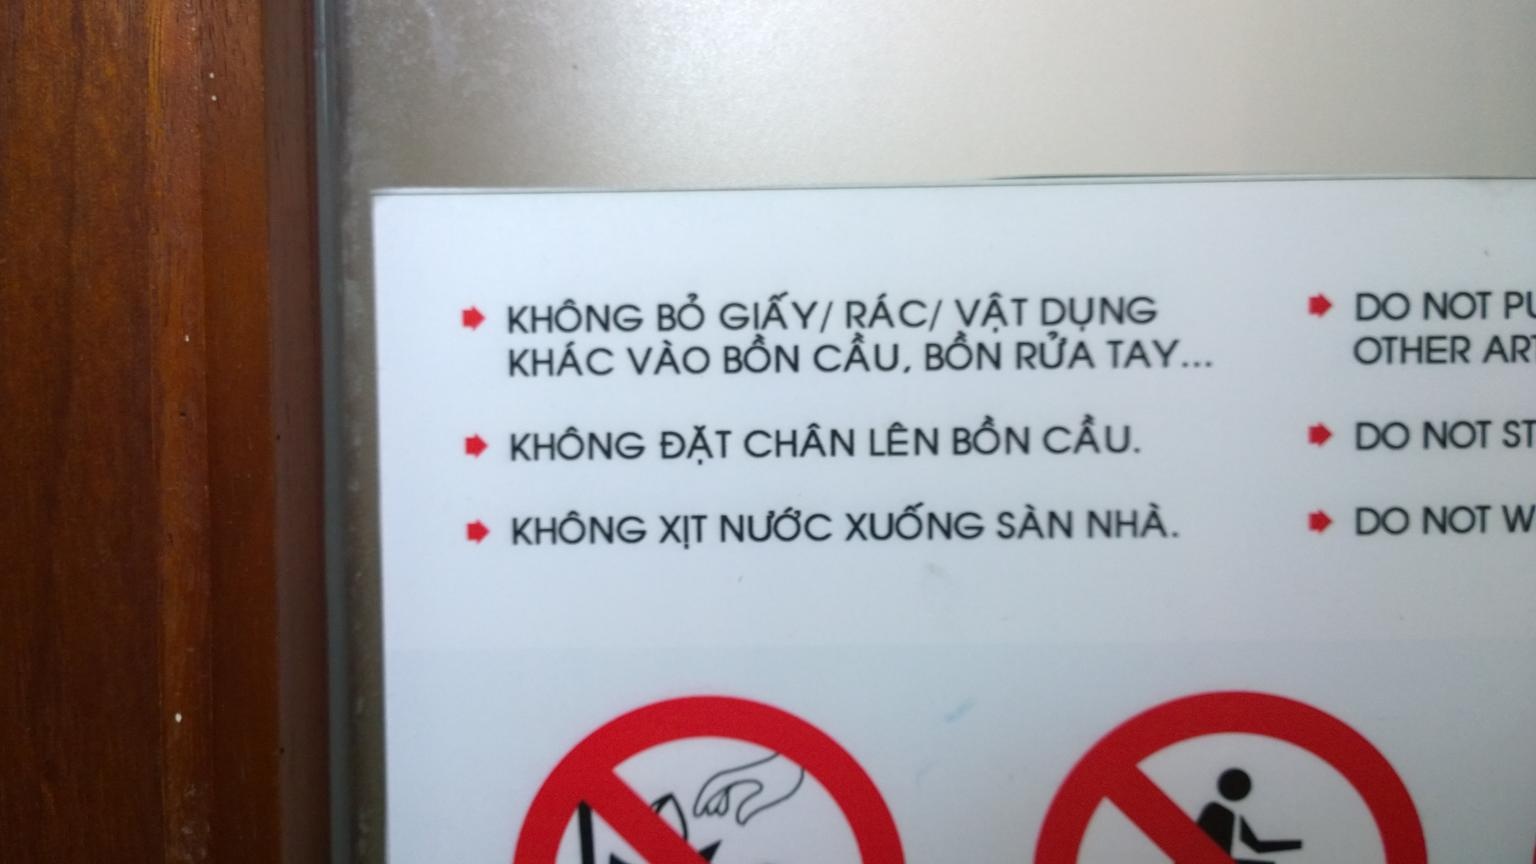 KHÔNG BỎ GIẤY/ RÁC/ VẬT DỤNG
KHÁC VÀO BỒN CẦU, BỒN RỬA TAY...
KHÔNG ĐẶT CHÂN LÊN BỒN CẦU.
KHÔNG XỊT NƯỚC XUỐNG SÀN NHÀ.
DO NOT
OTHER
DO NOT
DO NOT